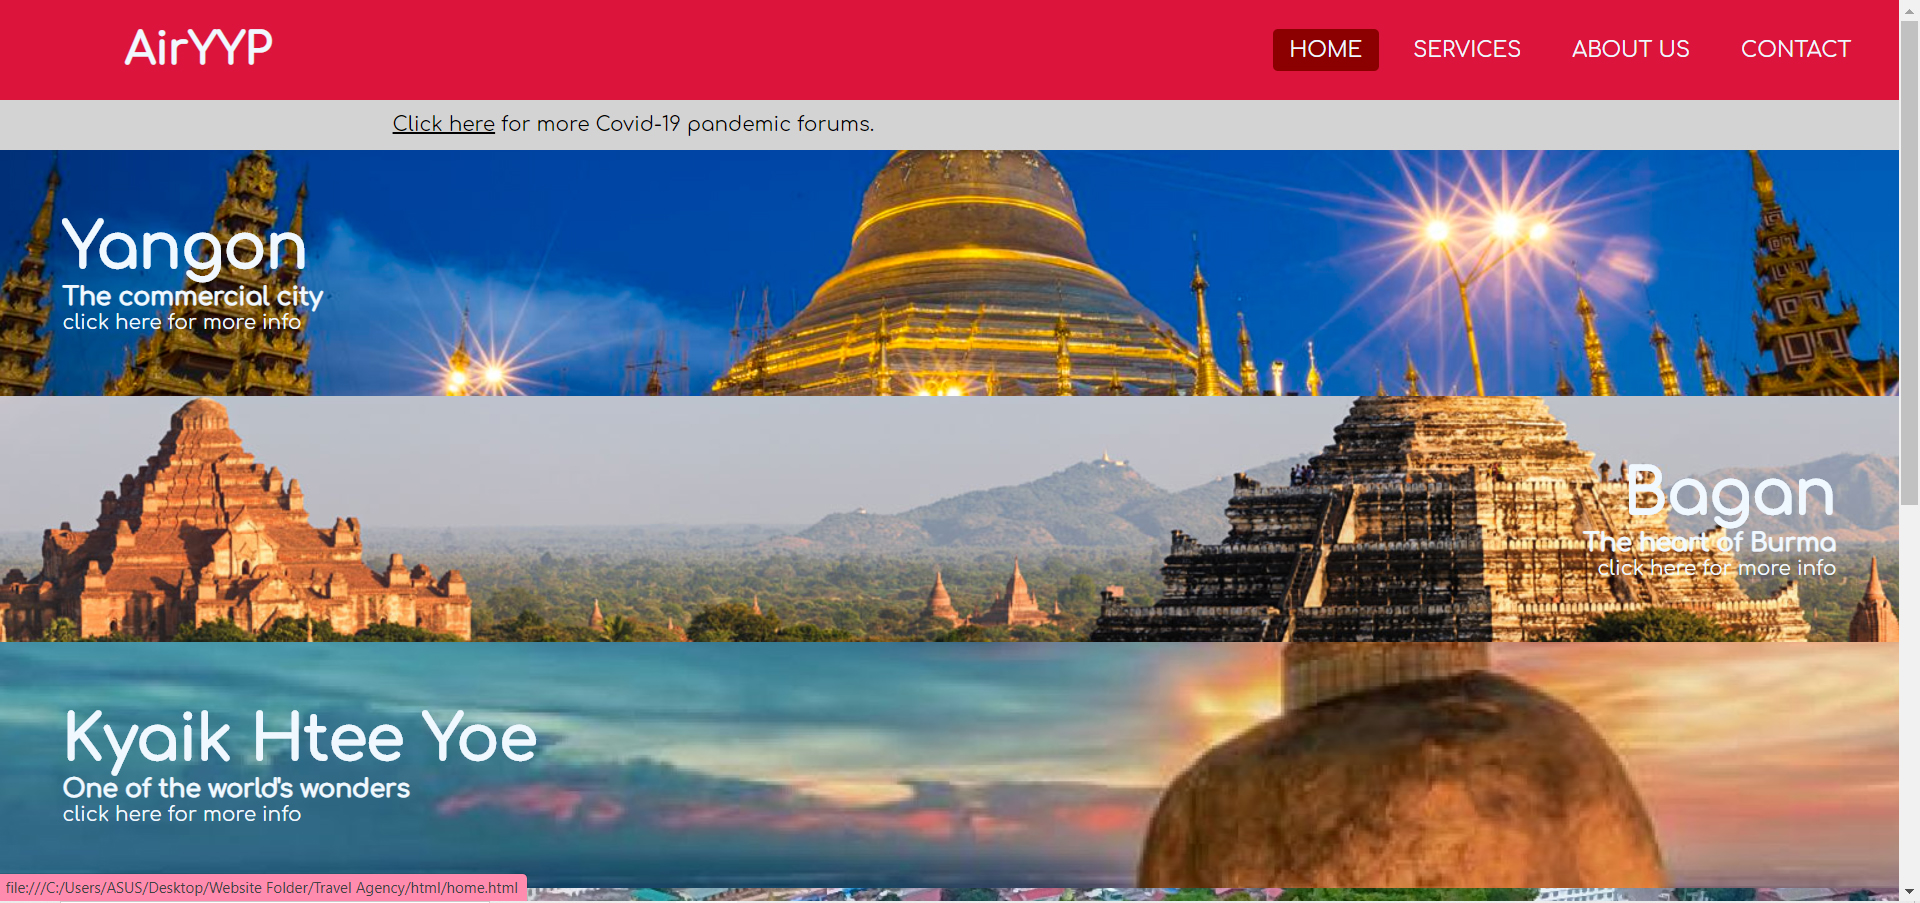 AirYYP
HOME SERVICES ABOUT US CONTACT
Click here for more Covid-19 pandemic forums.
Yangon
The commercial city
click here for more info
Bagan
The heart of Burma
click here for more info
Kyaik Htee Yoe
One of the world's wonders
click here for more info
file:///C:/Users/ASUS/Desktop/Website Folder/Travel Agency/html/home.html